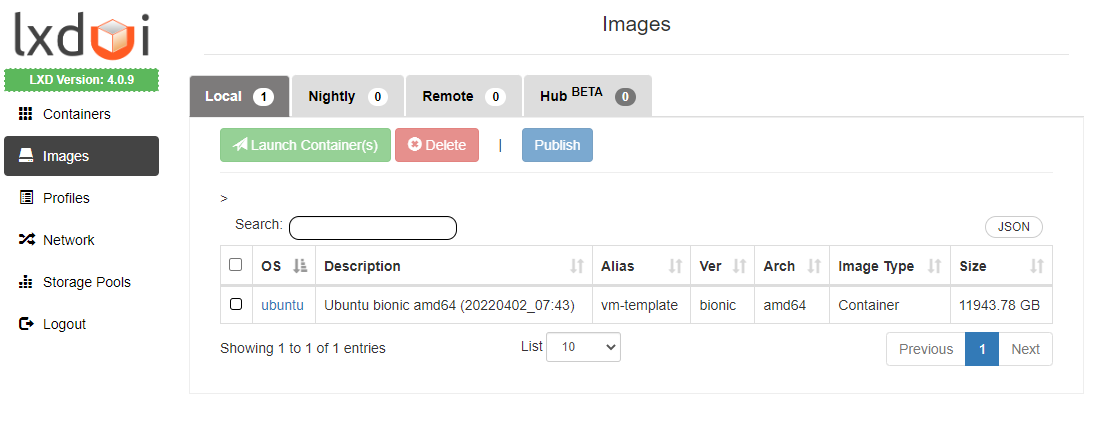 lxdui
Images
LXD Version: 4.0.9
Containers
Images
Profiles
Network
Storage Pools
Logout
Local 1 Nightly 0 Remote 0 Hub BETA 0
Launch Container(s) Delete | Publish
>
Search: JSON
OS Description Alias Ver Arch Image Type Size
ubuntu Ubuntu bionic amd64 (20220402_07:43) vm-template bionic amd64 Container 11943.78 GB
Showing 1 to 1 of 1 entries List 10 Previous 1 Next